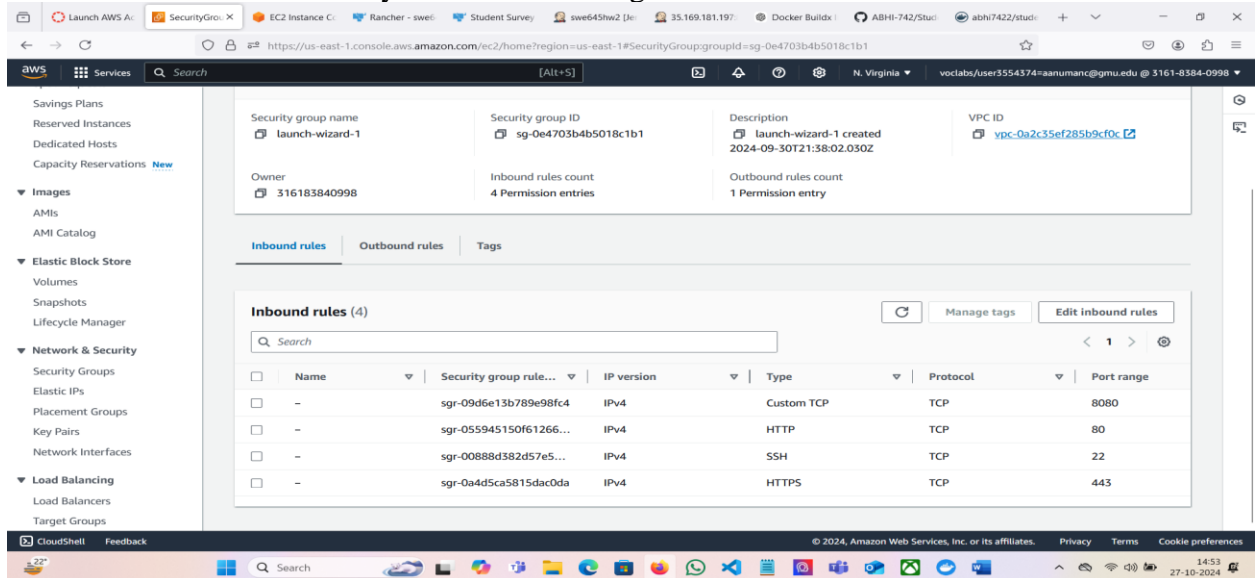 Launch AWS Ac
SecurityGrou
EC2 Instance Co
Rancher - swe6
Student Survey
swe645hw2 [Je
35.169.181.197:
Docker Buildx
ABHI-742/Stud
abhi7422/stude
https://us-east-1.console.aws.amazon.com/ec2/home?region=us-east-1#SecurityGroup:groupId=sg-0e4703b4b5018c1b1
aws
Services
Search
[Alt+S]
N. Virginia
voclabs/user3554374=aanumanc@gmu.edu @ 3161-8384-0998
Savings Plans
Reserved Instances
Dedicated Hosts
Capacity Reservations New
Images
AMIs
AMI Catalog
Elastic Block Store
Volumes
Snapshots
Lifecycle Manager
Network & Security
Security Groups
Elastic IPs
Placement Groups
Key Pairs
Network Interfaces
Load Balancing
Load Balancers
Target Groups
Security group name
launch-wizard-1
Security group ID
sg-0e4703b4b5018c1b1
Description
launch-wizard-1 created
2024-09-30T21:38:02.030Z
VPC ID
vpc-0a2c35ef285b9cf0c
Owner
316183840998
Inbound rules count
4 Permission entries
Outbound rules count
1 Permission entry
Inbound rules Outbound rules Tags
Inbound rules (4)
Manage tags
Edit inbound rules
Search
1
Name Security group rule... IP version Type Protocol Port range
– sgr-09d6e13b789e98fc4 IPv4 Custom TCP TCP 8080
– sgr-055945150f61266... IPv4 HTTP TCP 80
– sgr-00888d382d57e5... IPv4 SSH TCP 22
– sgr-0a4d5ca5815dac0da IPv4 HTTPS TCP 443
CloudShell Feedback
© 2024, Amazon Web Services, Inc. or its affiliates. Privacy Terms Cookie preferences
22°
Search
14:53
27-10-2024